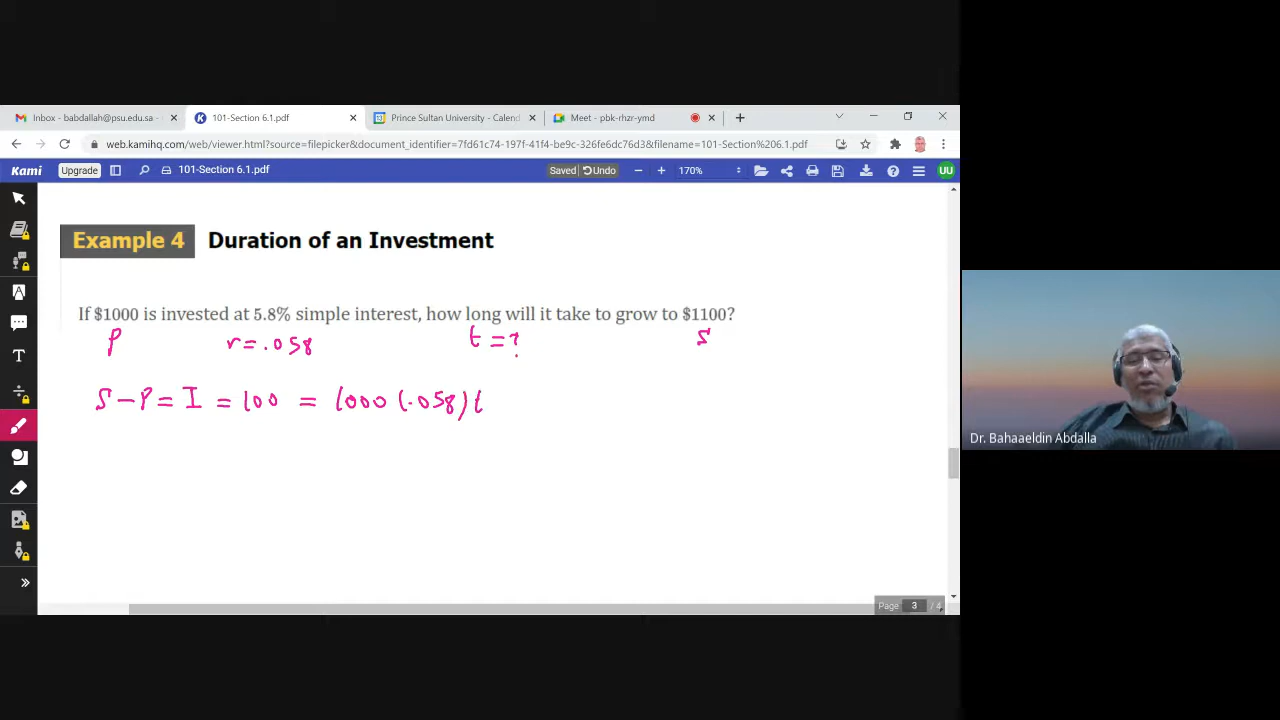 Inbox - babdallah@psu.edu.sa -
101-Section 6.1.pdf
Prince Sultan University - Calend
Meet - pbk-rhzr-ymd
web.kamihq.com/web/viewer.html?source=filepicker&document_identifier=7fd61c74-197f-41f4-be9c-326fe6dc76d3&filename=101-Section%206.1.pdf
Kami Upgrade 101-Section 6.1.pdf Saved Undo 170% UU
Example 4 Duration of an Investment
If $1000 is invested at 5.8% simple interest, how long will it take to grow to $1100?
P r = .058 t = ? S
S - P = I = 100 = 1000 (.058) t
Dr. Bahaaeldin Abdalla
Page 3 / 4